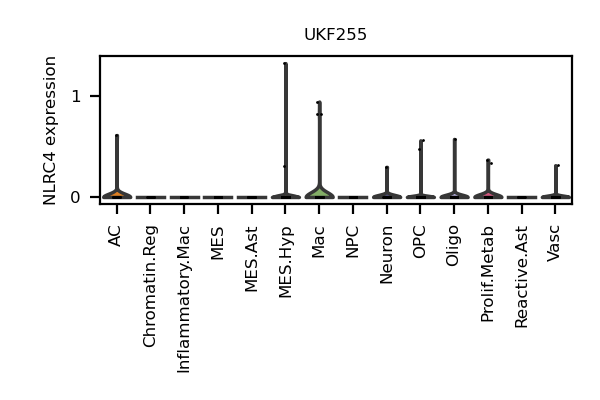 UKF255
NLRC4 expression
1
0
AC
Chromatin.Reg
Inflammatory.Mac
MES
MES.Ast
MES.Hyp
Mac
NPC
Neuron
OPC
Oligo
Prolif.Metab
Reactive.Ast
Vasc